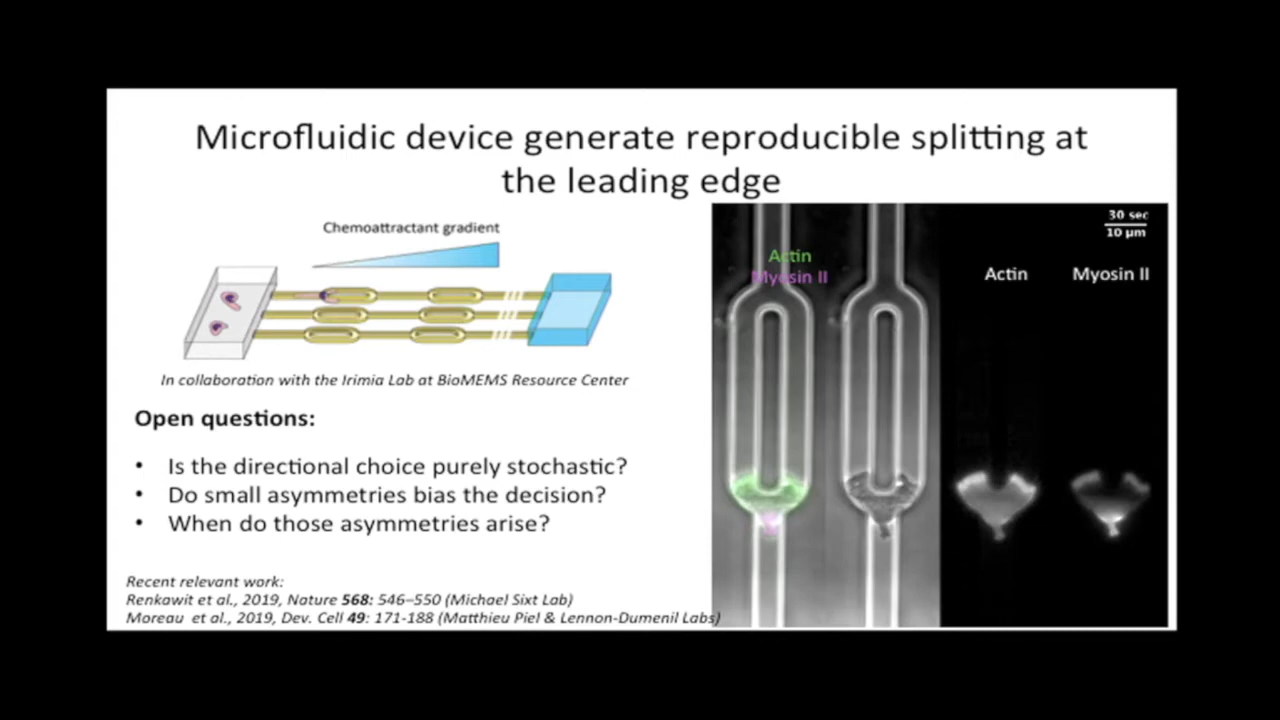 Microfluidic device generate reproducible splitting at
the leading edge
Chemoattractant gradient
In collaboration with the Irimia Lab at BioMEMS Resource Center
Open questions:
• Is the directional choice purely stochastic?
• Do small asymmetries bias the decision?
• When do those asymmetries arise?
Recent relevant work:
Renkawit et al., 2019, Nature 568: 546–550 (Michael Sixt Lab)
Moreau et al., 2019, Dev. Cell 49: 171-188 (Matthieu Piel & Lennon-Dumenil Labs)
Actin
Myosin II
30 sec
10 µm
Actin
Myosin II